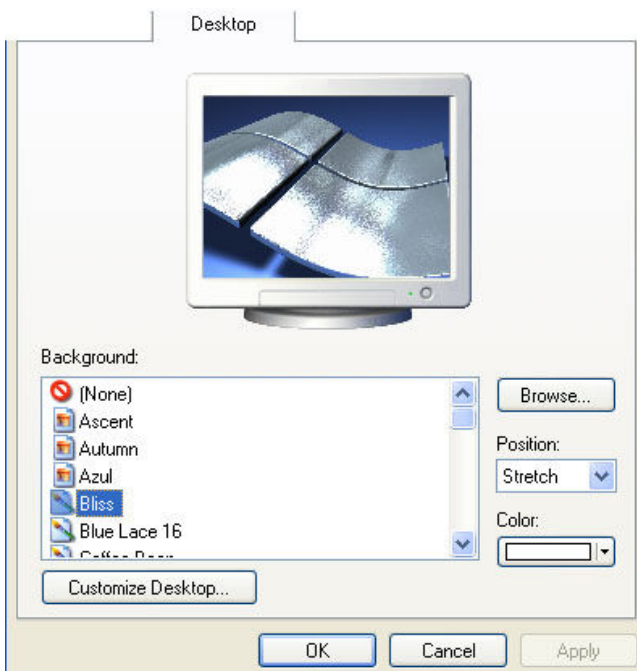 Desktop
Background:
(None)
Ascent
Autumn
Azul
Bliss
Blue Lace 16
Browse...
Position:
Stretch
Color:
Customize Desktop...
OK
Cancel
Apply